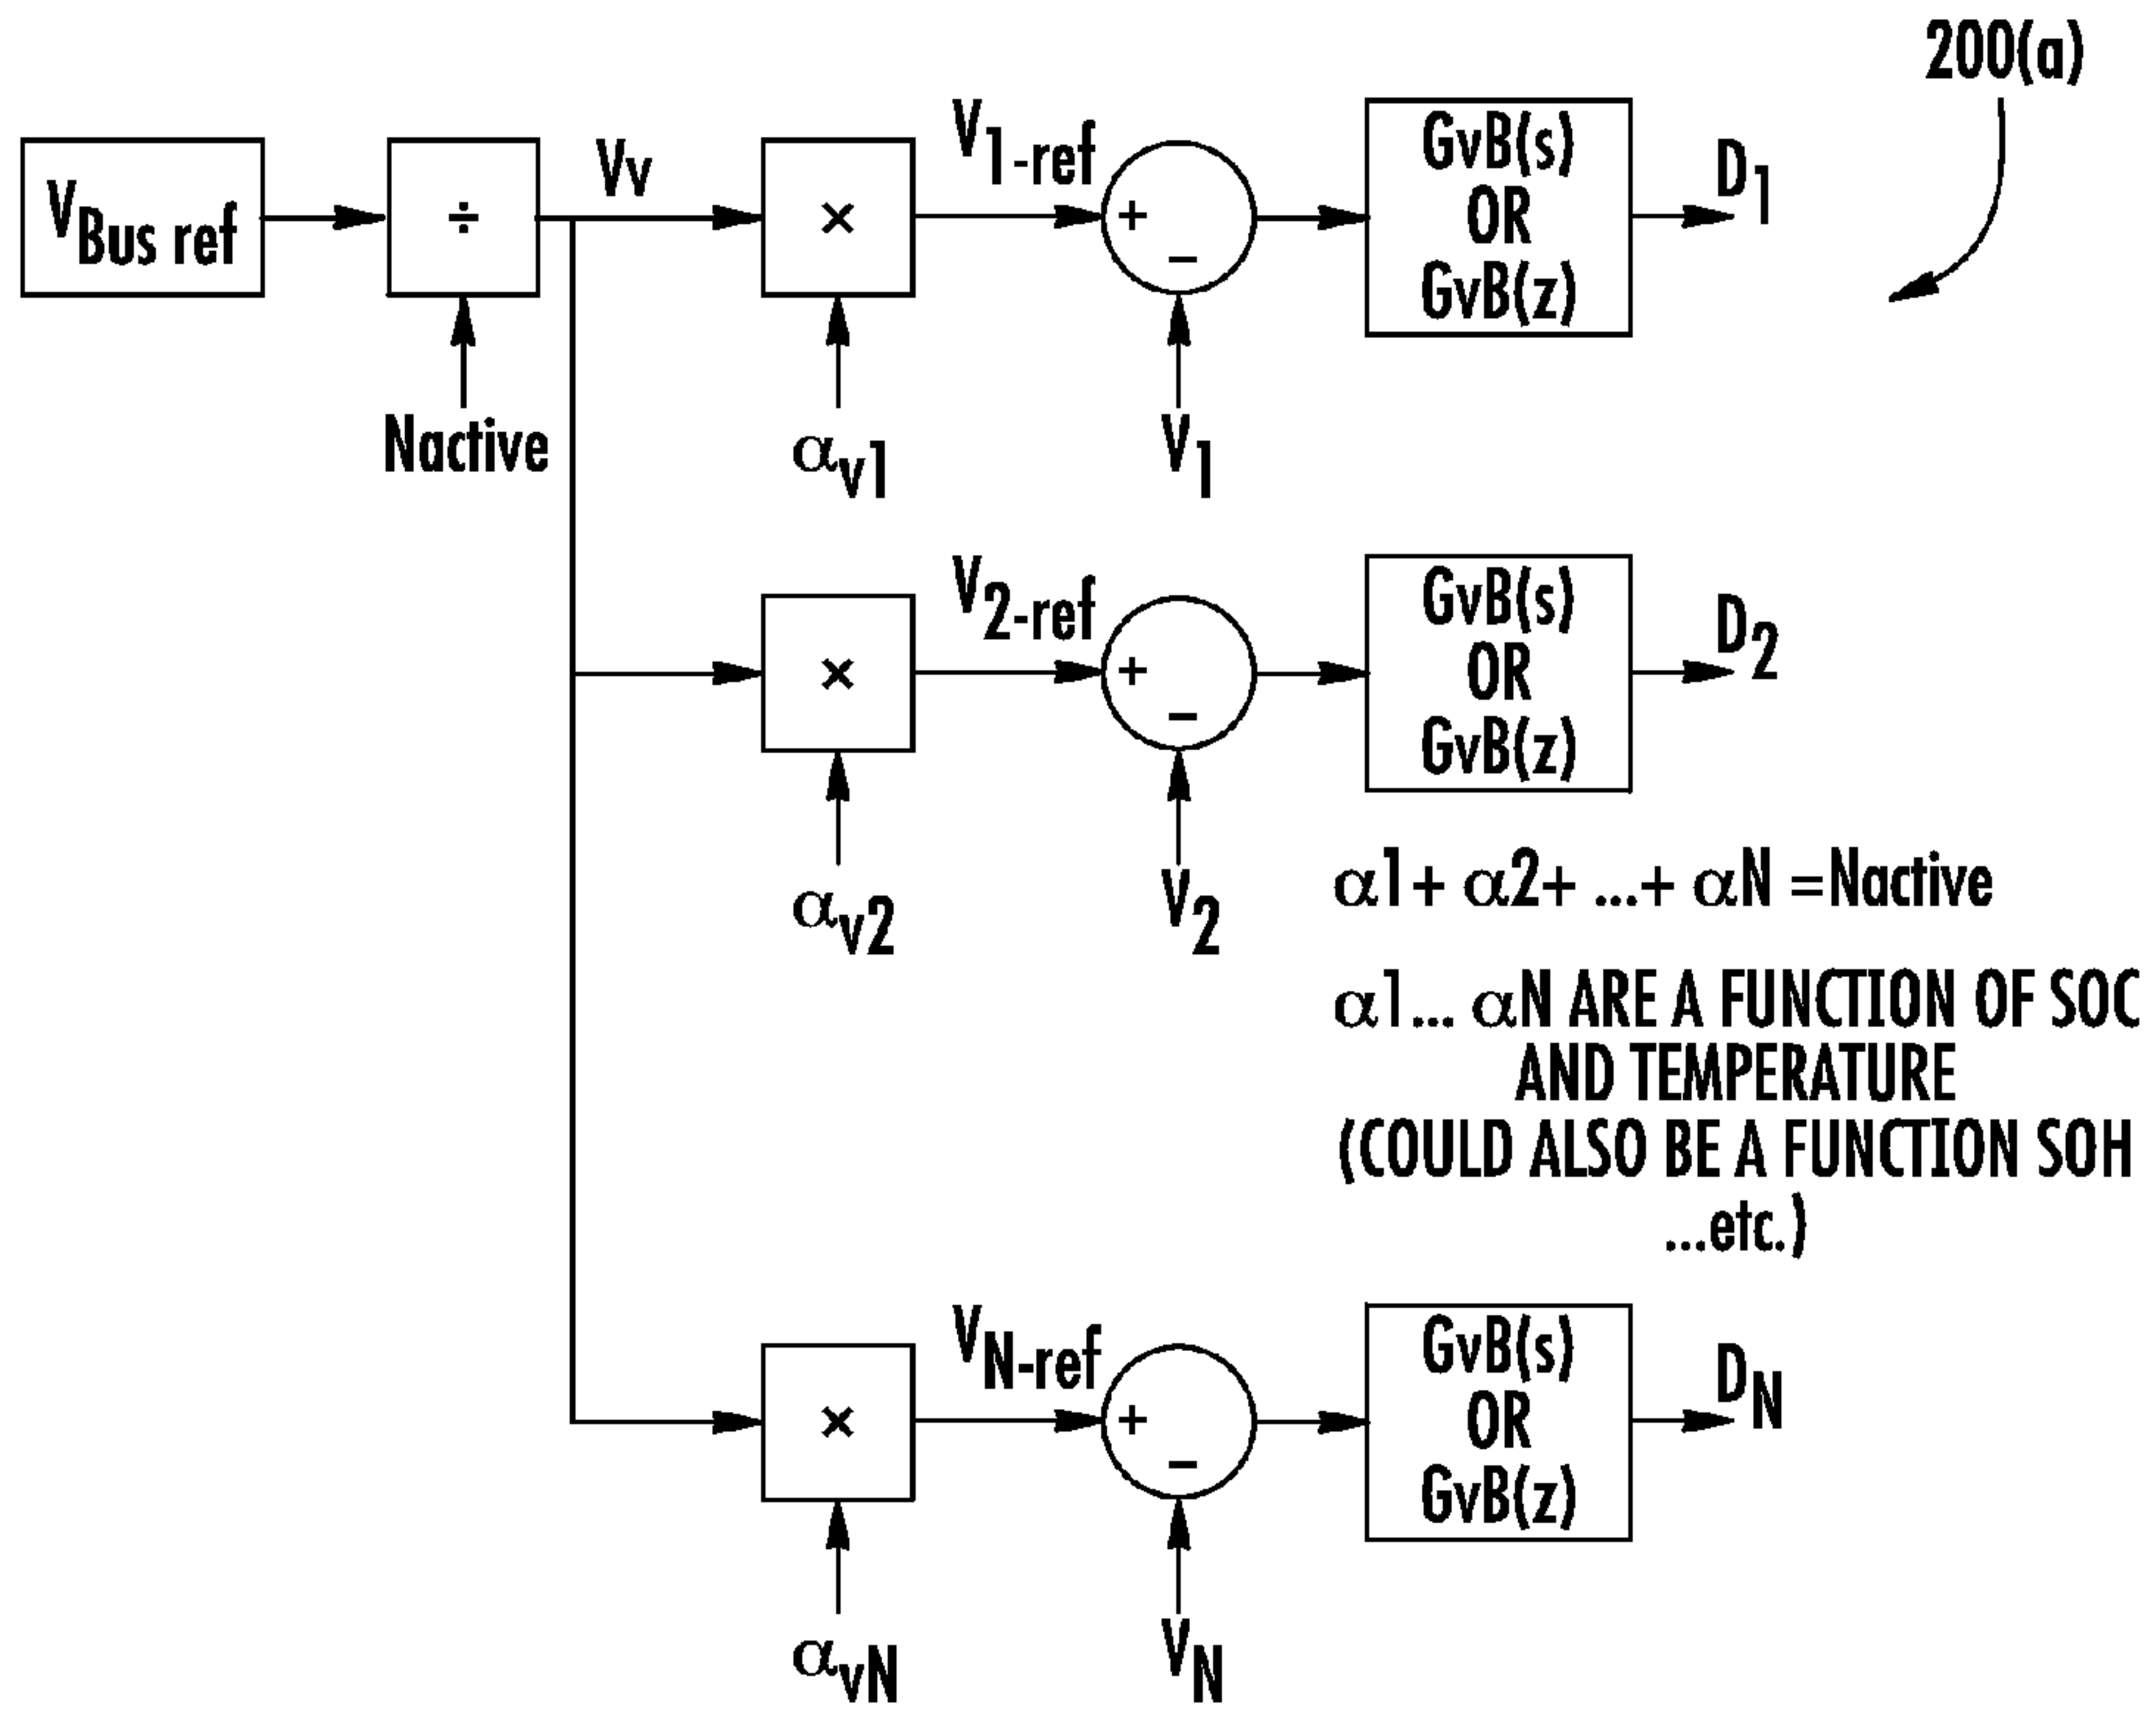 200(a)
VBus ref
÷
Vv
×
V1-ref
+
−
GvB(s)
OR
GvB(z)
D1
Nactive
αv1
V1
×
V2-ref
+
−
GvB(s)
OR
GvB(z)
D2
αv2
V2
α1+ α2+ ...+ αN =Nactive
α1... αN ARE A FUNCTION OF SOC
AND TEMPERATURE
(COULD ALSO BE A FUNCTION SOH
...etc.)
×
VN-ref
+
−
GvB(s)
OR
GvB(z)
DN
αvN
VN